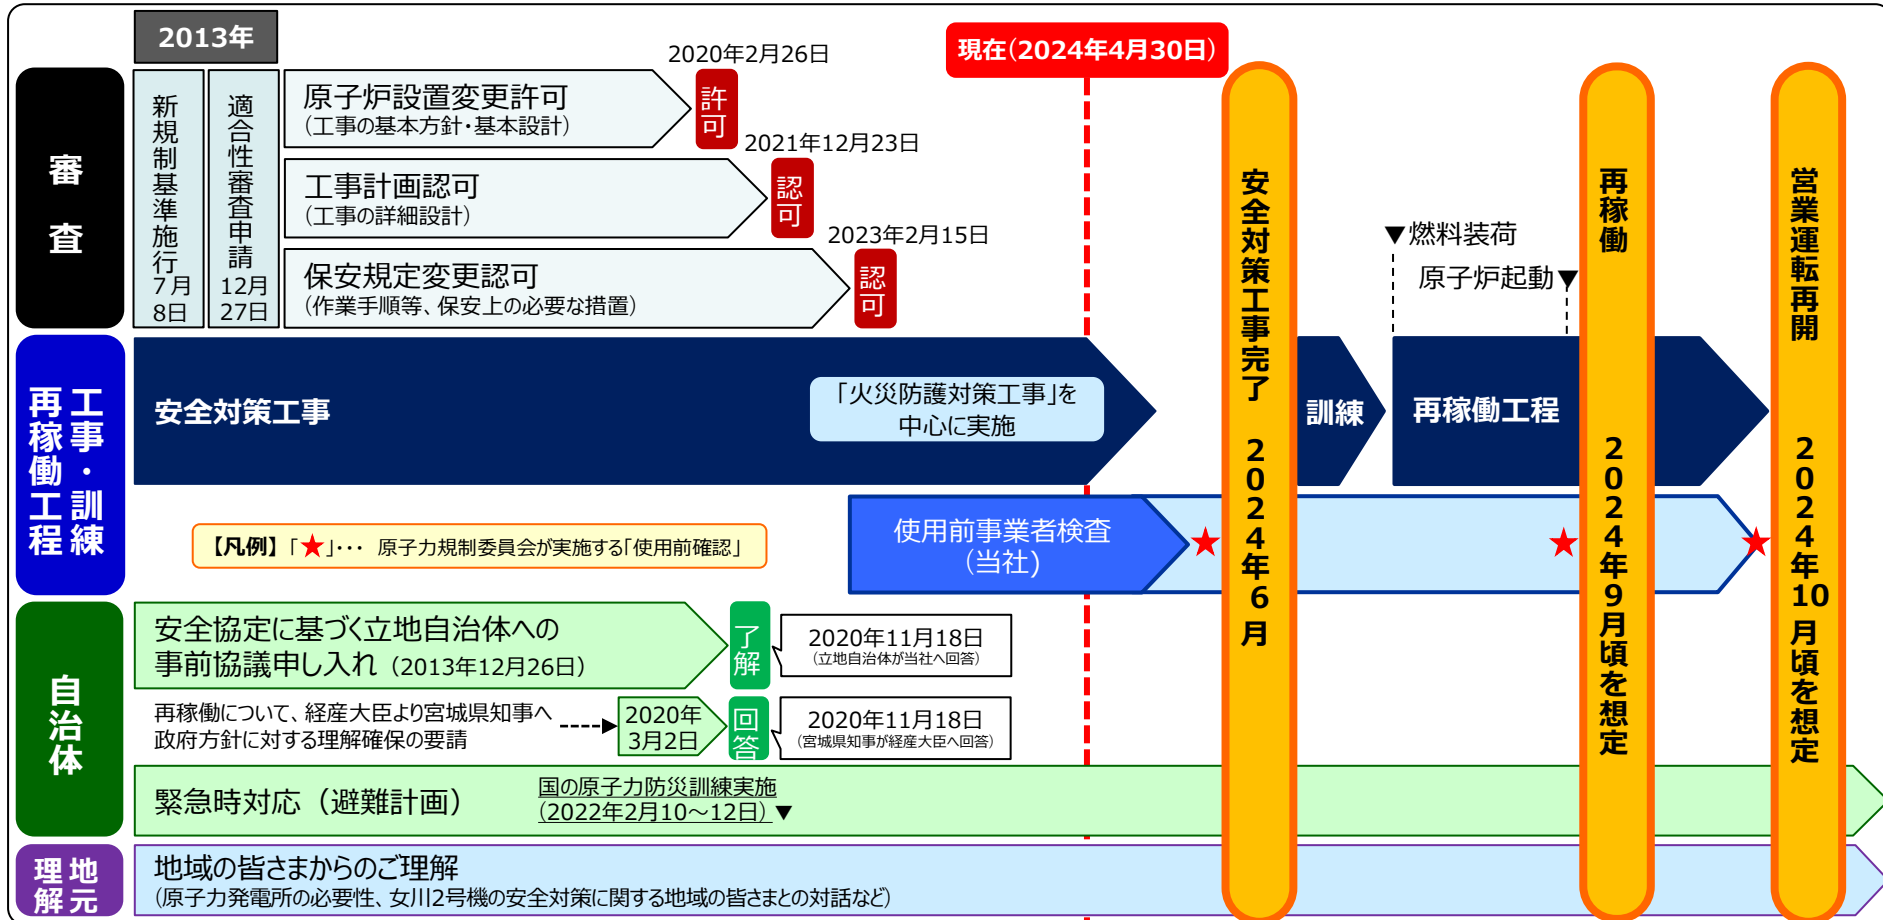 2013年
現在(2024年4月30日)
審査
新規制基準施行
7月
8日
適合性審査申請
12月
27日
原子炉設置変更許可
(工事の基本方針・基本設計)
2020年2月26日
許可
工事計画認可
(工事の詳細設計)
2021年12月23日
認可
保安規定変更認可
(作業手順等、保安上の必要な措置)
2023年2月15日
認可
▼燃料装荷
原子炉起動▼
安全対策工事完了 2024年6月
再稼働 2024年9月頃を想定
営業運転再開 2024年10月頃を想定
工事・訓練
再稼働工程
安全対策工事
「火災防護対策工事」を
中心に実施
訓練
再稼働工程
【凡例】「★」・・・ 原子力規制委員会が実施する「使用前確認」
使用前事業者検査
(当社)
★
★
★
自治体
安全協定に基づく立地自治体への
事前協議申し入れ(2013年12月26日)
了解
2020年11月18日
(立地自治体が当社へ回答)
再稼働について、経産大臣より宮城県知事へ
政府方針に対する理解確保の要請
2020年
3月2日
回答
2020年11月18日
(宮城県知事が経産大臣へ回答)
緊急時対応(避難計画)
国の原子力防災訓練実施
(2022年2月10~12日)▼
地元
理解
地域の皆さまからのご理解
(原子力発電所の必要性、女川2号機の安全対策に関する地域の皆さまとの対話など)